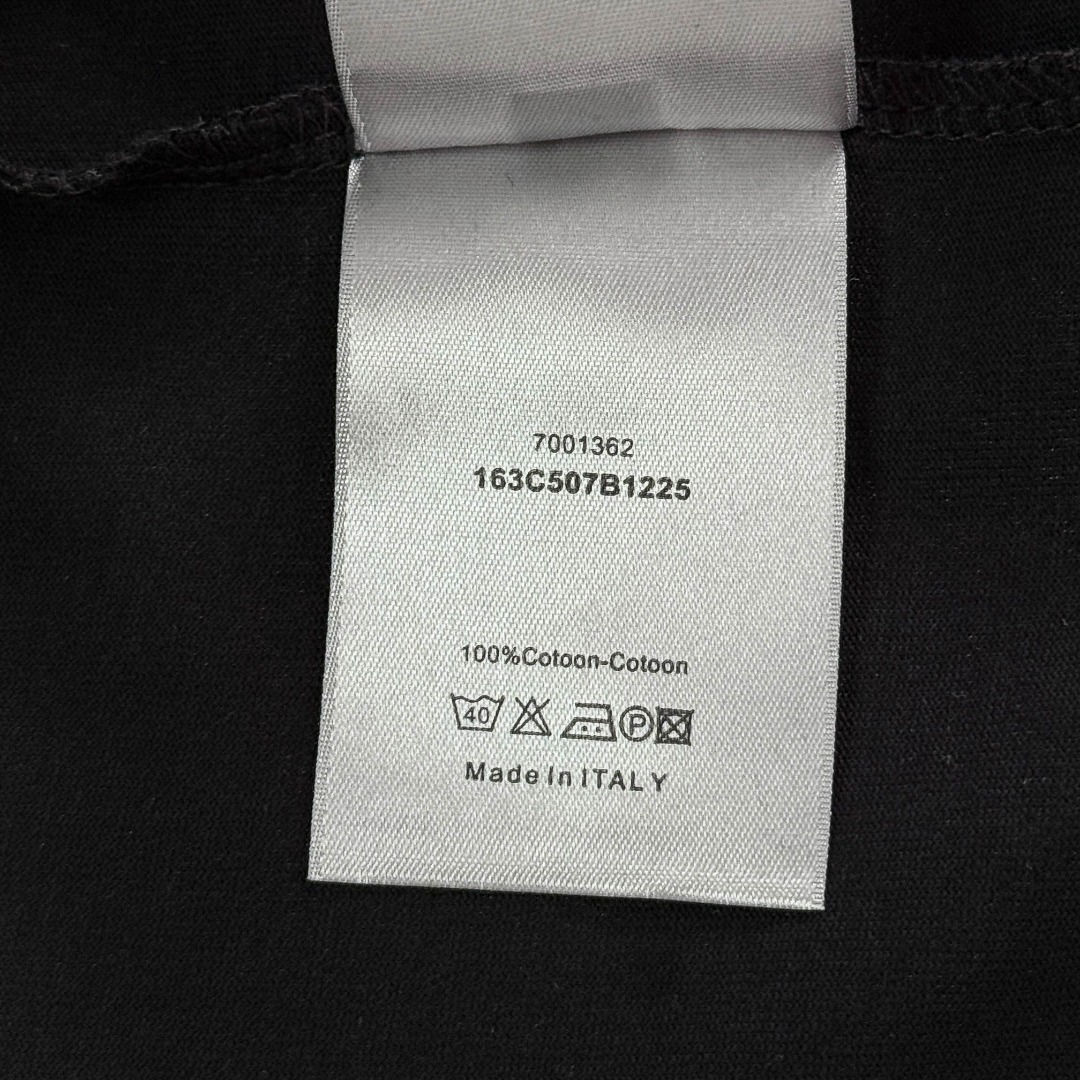 7001362
163C507B1225
100%Cotoon-Cotoon
40 P
Made In ITALY